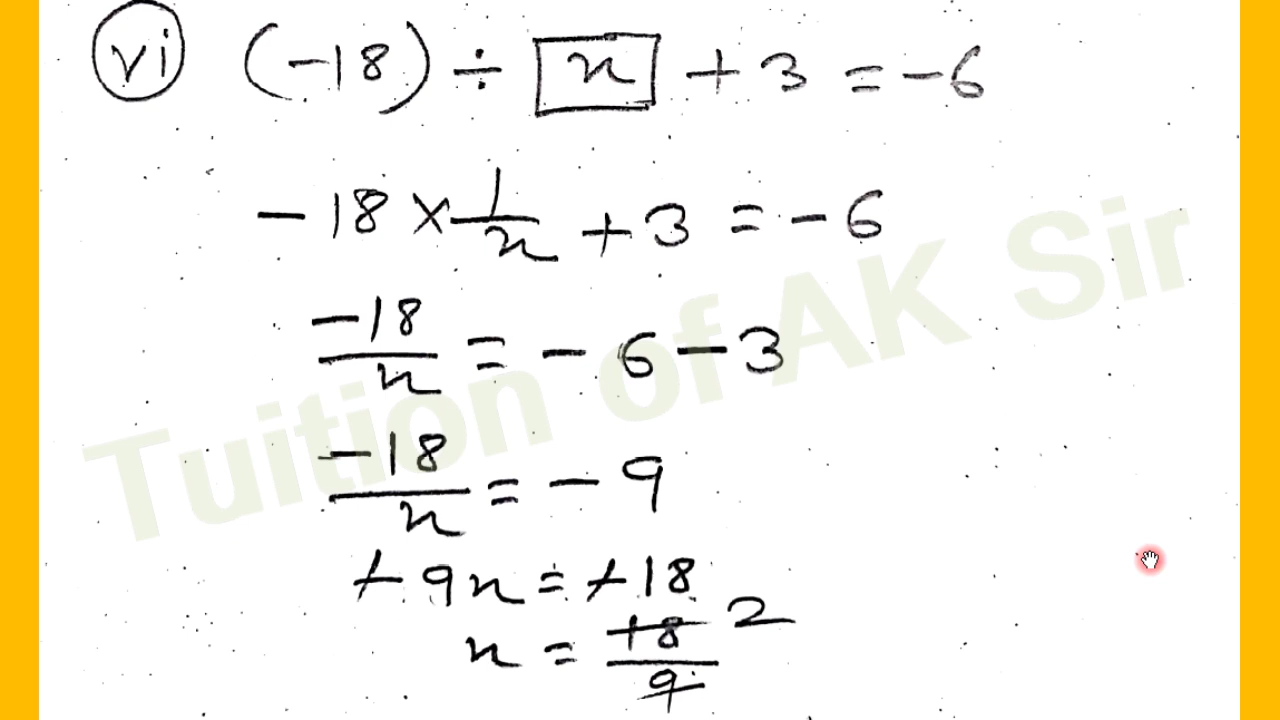 vi (-18) ÷ n + 3 = -6
-18 × 1/n + 3 = -6
-18/n = -6 - 3
-18/n = -9
+9n = +18
n = 18/9 2
Tuition of AK Sir